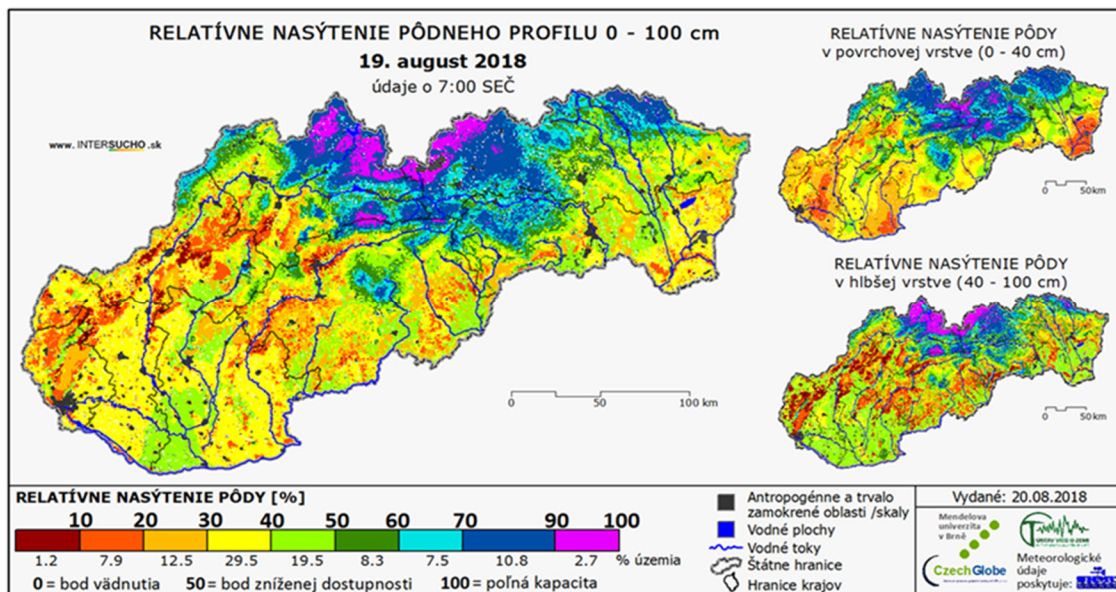 RELATÍVNE NASÝTENIE PÔDNEHO PROFILU 0 - 100 cm
19. august 2018
údaje o 7:00 SEČ
www. INTERSUCHO.sk
0 50 100 km
RELATÍVNE NASÝTENIE PÔDY
v povrchovej vrstve (0 - 40 cm)
0 50km
RELATÍVNE NASÝTENIE PÔDY
v hlbšej vrstve (40 - 100 cm)
0 50km
RELATÍVNE NASÝTENIE PÔDY [%]
10 20 30 40 50 60 70 90 100
1.2 7.9 12.5 29.5 19.5 8.3 7.5 10.8 2.7 % územia
0 = bod vädnutia 50 = bod zníženej dostupnosti 100 = poľná kapacita
Antropogénne a trvalo
zamokrené oblasti /skaly
Vodné plochy
Vodné toky
Štátne hranice
Hranice krajov
Vydané: 20.08.2018
Mendelova
univerzita
v Brně
CzechGlobe
Meteorologické
údaje
poskytuje: